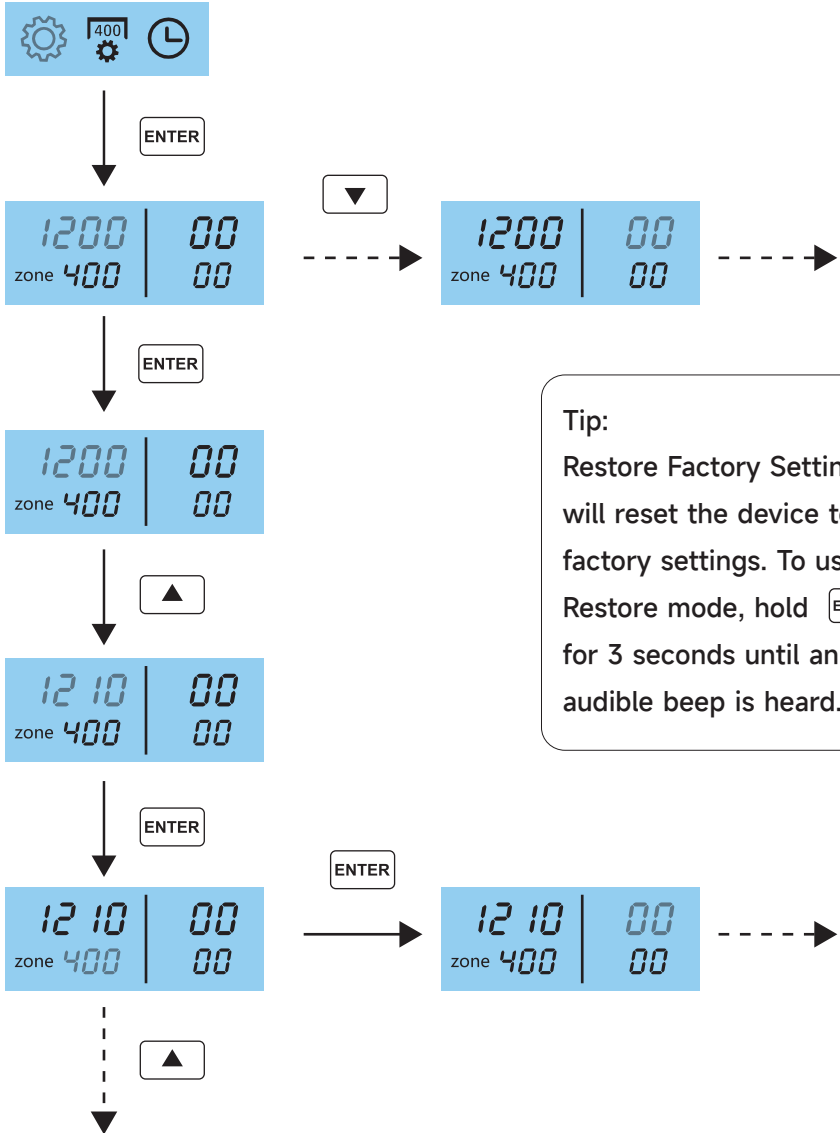 400
ENTER
1200 00
zone 400 00
1200 00
zone 400 00
ENTER
1200 00
zone 400 00
Tip:
Restore Factory
will reset the device
factory settings. To
Restore mode, hold
for 3 seconds until an
audible beep is heard.
1210 00
zone 400 00
ENTER
ENTER
1210 00
zone 400 00
1210 00
zone 400 00